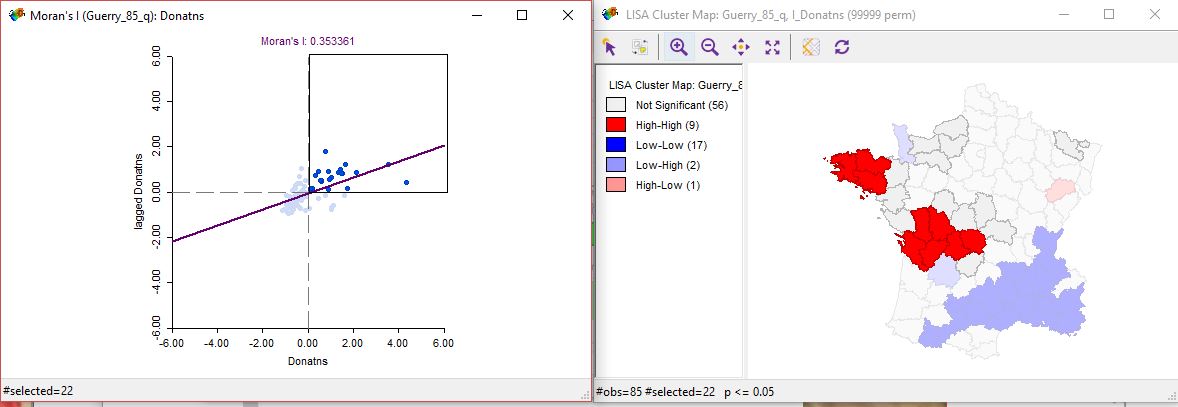 Moran's I (Guerry_85_q): Donatns
Moran's I: 0.353361
6.00
4.00
2.00
0.00
-2.00
-4.00
-6.00
lagged Donatns
-6.00 -4.00 -2.00 0.00 2.00 4.00 6.00
Donatns
#selected=22
LISA Cluster Map: Guerry_85_q, I_Donatns (99999 perm)
LISA Cluster Map: Guerry_8
Not Significant (56)
High-High (9)
Low-Low (17)
Low-High (2)
High-Low (1)
#obs=85 #selected=22 p <= 0.05